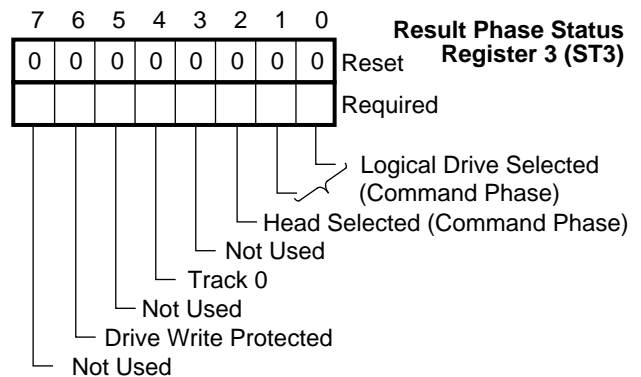 7 6 5 4 3 2 1 0
Result Phase Status
Register 3 (ST3)
0 0 0 0 0 0 0 0 Reset
Required
Logical Drive Selected
(Command Phase)
Head Selected (Command Phase)
Not Used
Track 0
Not Used
Drive Write Protected
Not Used